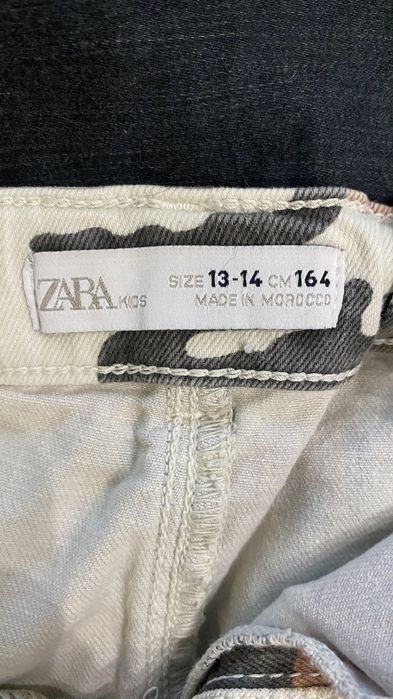 ZARA KIDS
SIZE 13-14 CM 164
MADE IN MOROCCO